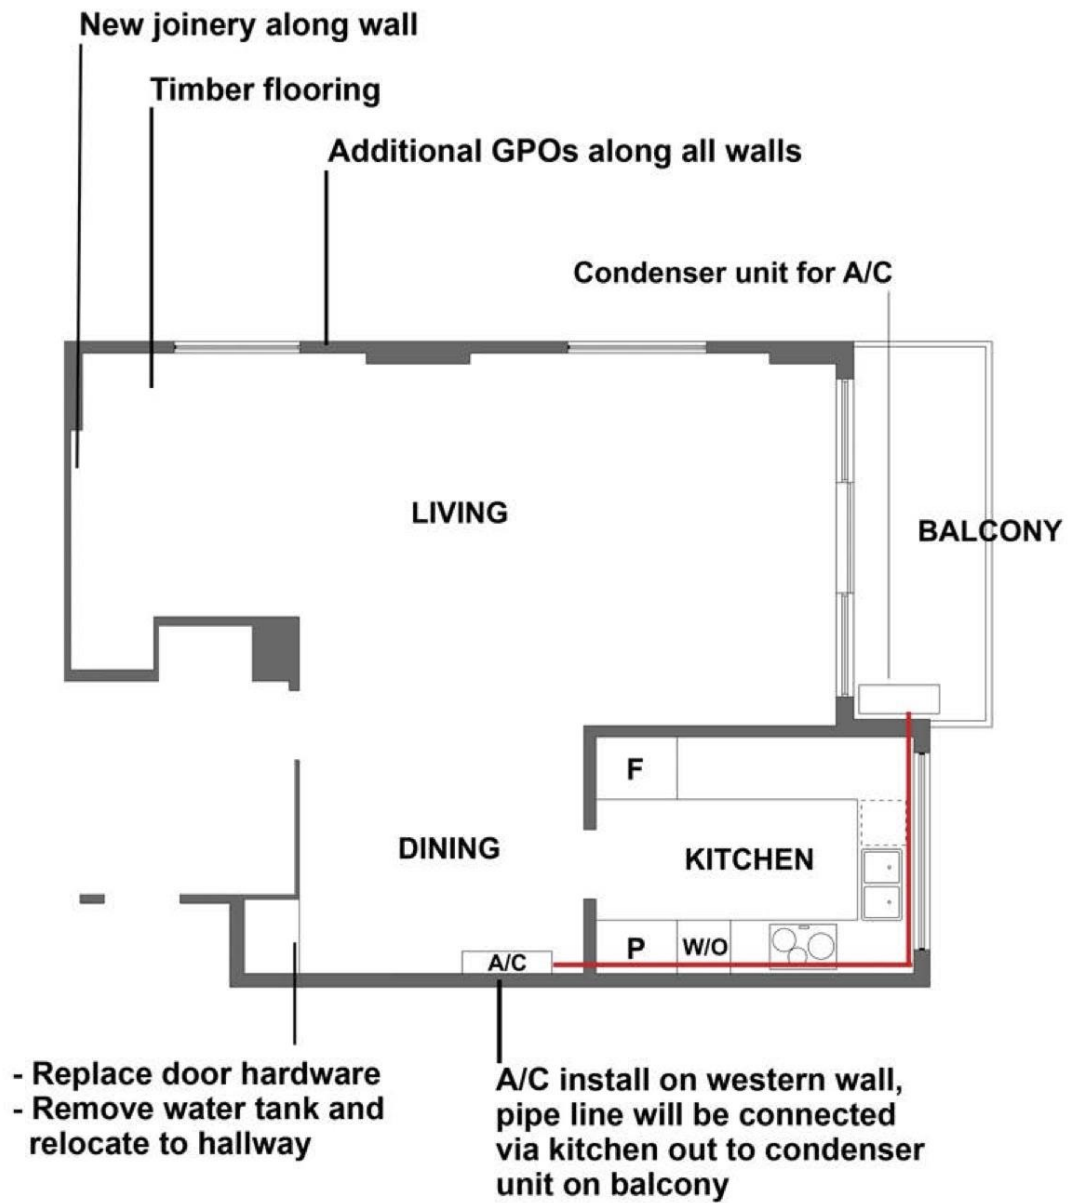 New joinery along wall
Timber flooring
Additional GPOs along all walls
Condenser unit for A/C
LIVING
BALCONY
F
DINING
KITCHEN
P
W/O
A/C
- Replace door hardware
- Remove water tank and
relocate to hallway
A/C install on western wall,
pipe line will be connected
via kitchen out to condenser
unit on balcony